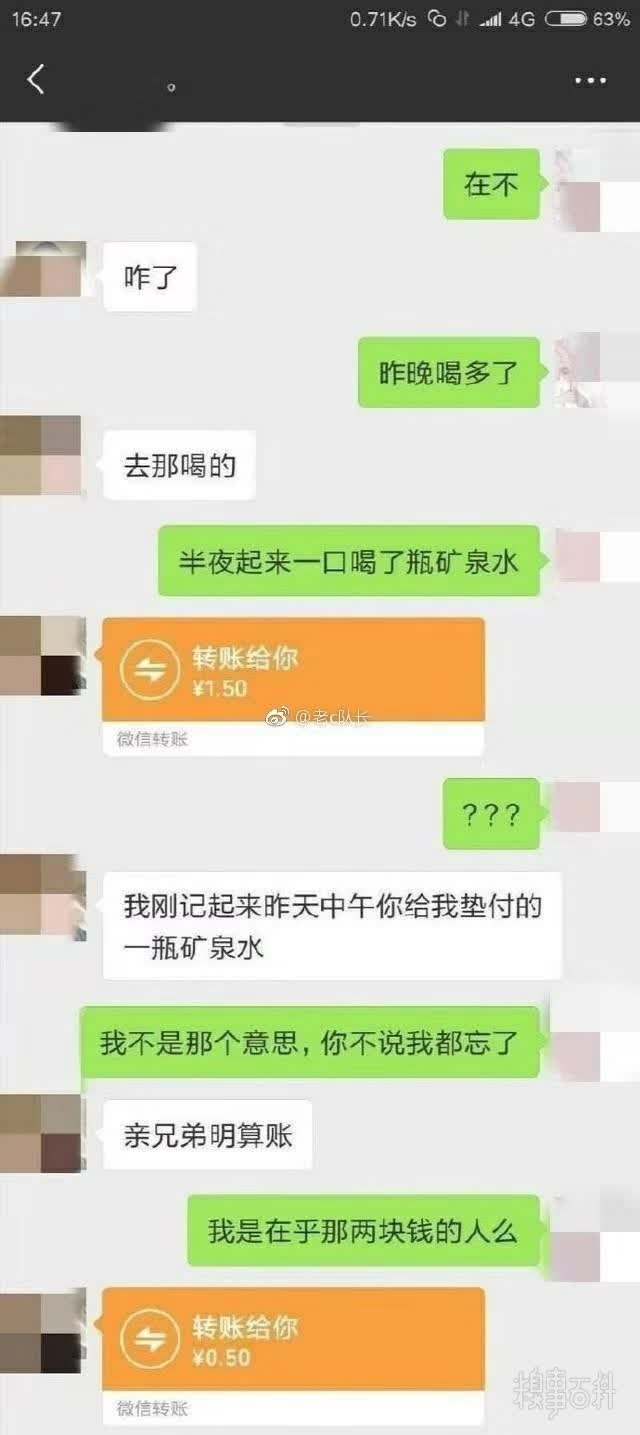 16:47
0.71K/s 4G 63%
。
在不
咋了
昨晚喝多了
去那喝的
半夜起来一口喝了瓶矿泉水
转账给你
¥1.50
@老c队长
微信转账
???
我刚记起来昨天中午你给我垫付的
一瓶矿泉水
我不是那个意思，你不说我都忘了
亲兄弟明算账
我是在乎那两块钱的人么
转账给你
¥0.50
微信转账
糗事百科